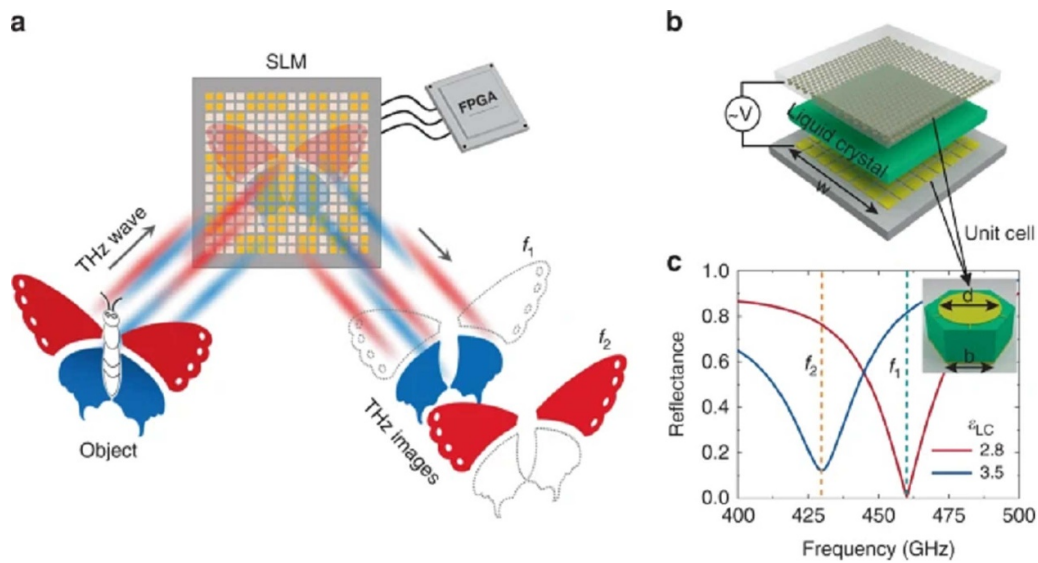 a
SLM
FPGA
THz wave
f1
f2
Object
THz images
b
~V
Liquid crystal
w
Unit cell
c
1.0
0.8
0.6
0.4
0.2
0.0
Reflectance
f2
f1
d
b
εLC
2.8
3.5
400 425 450 475 500
Frequency (GHz)